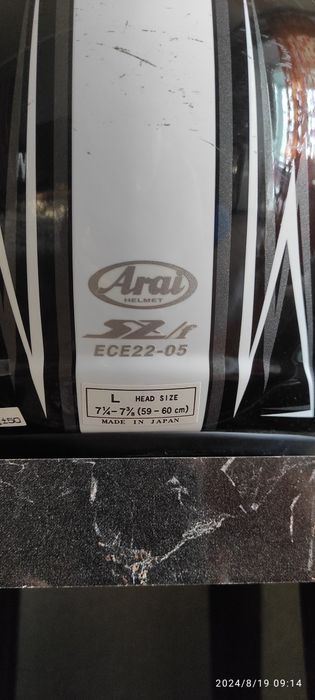 Arai
HELMET
SZ/f
ECE22-05
L HEAD SIZE
7¼-7⅜ (59-60 cm)
MADE IN JAPAN
±50
2024/8/19 09:14